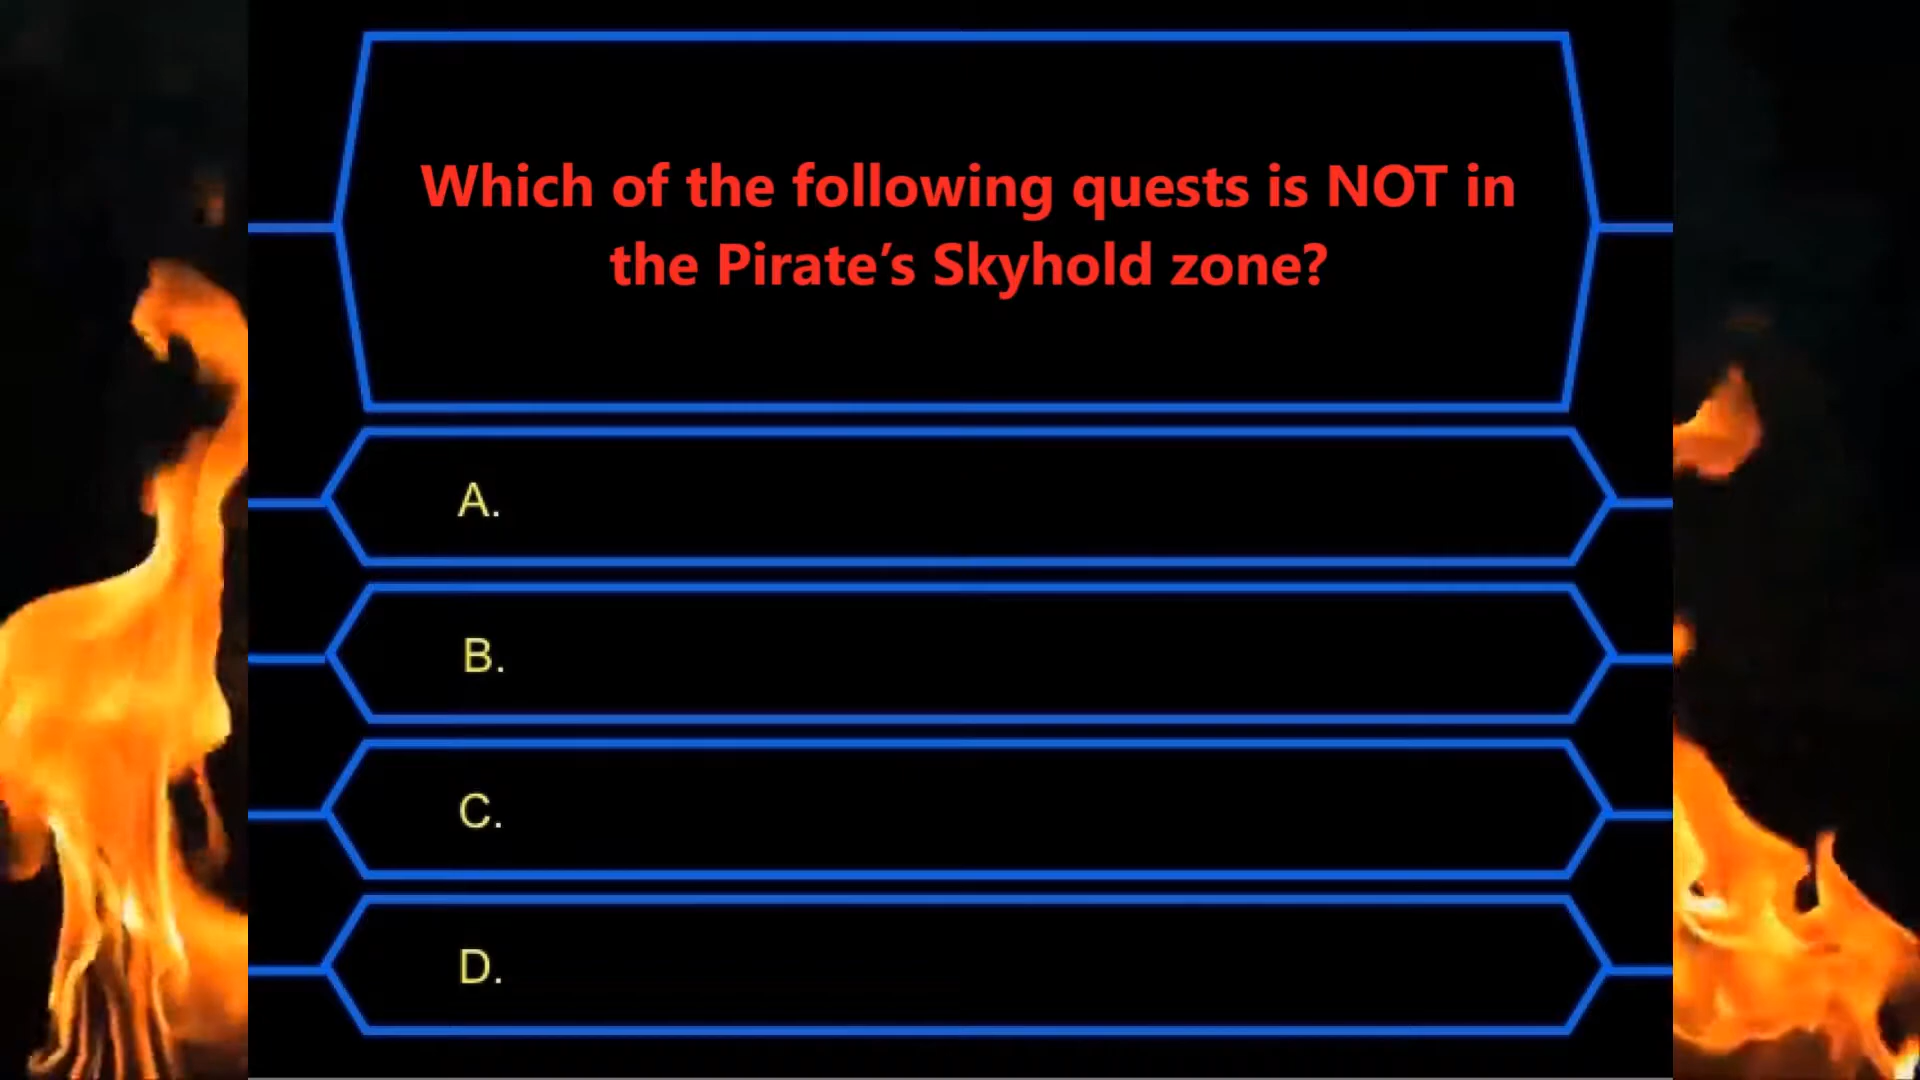 Which of the following quests is NOT in
the Pirate’s Skyhold zone?
A.
B.
C.
D.